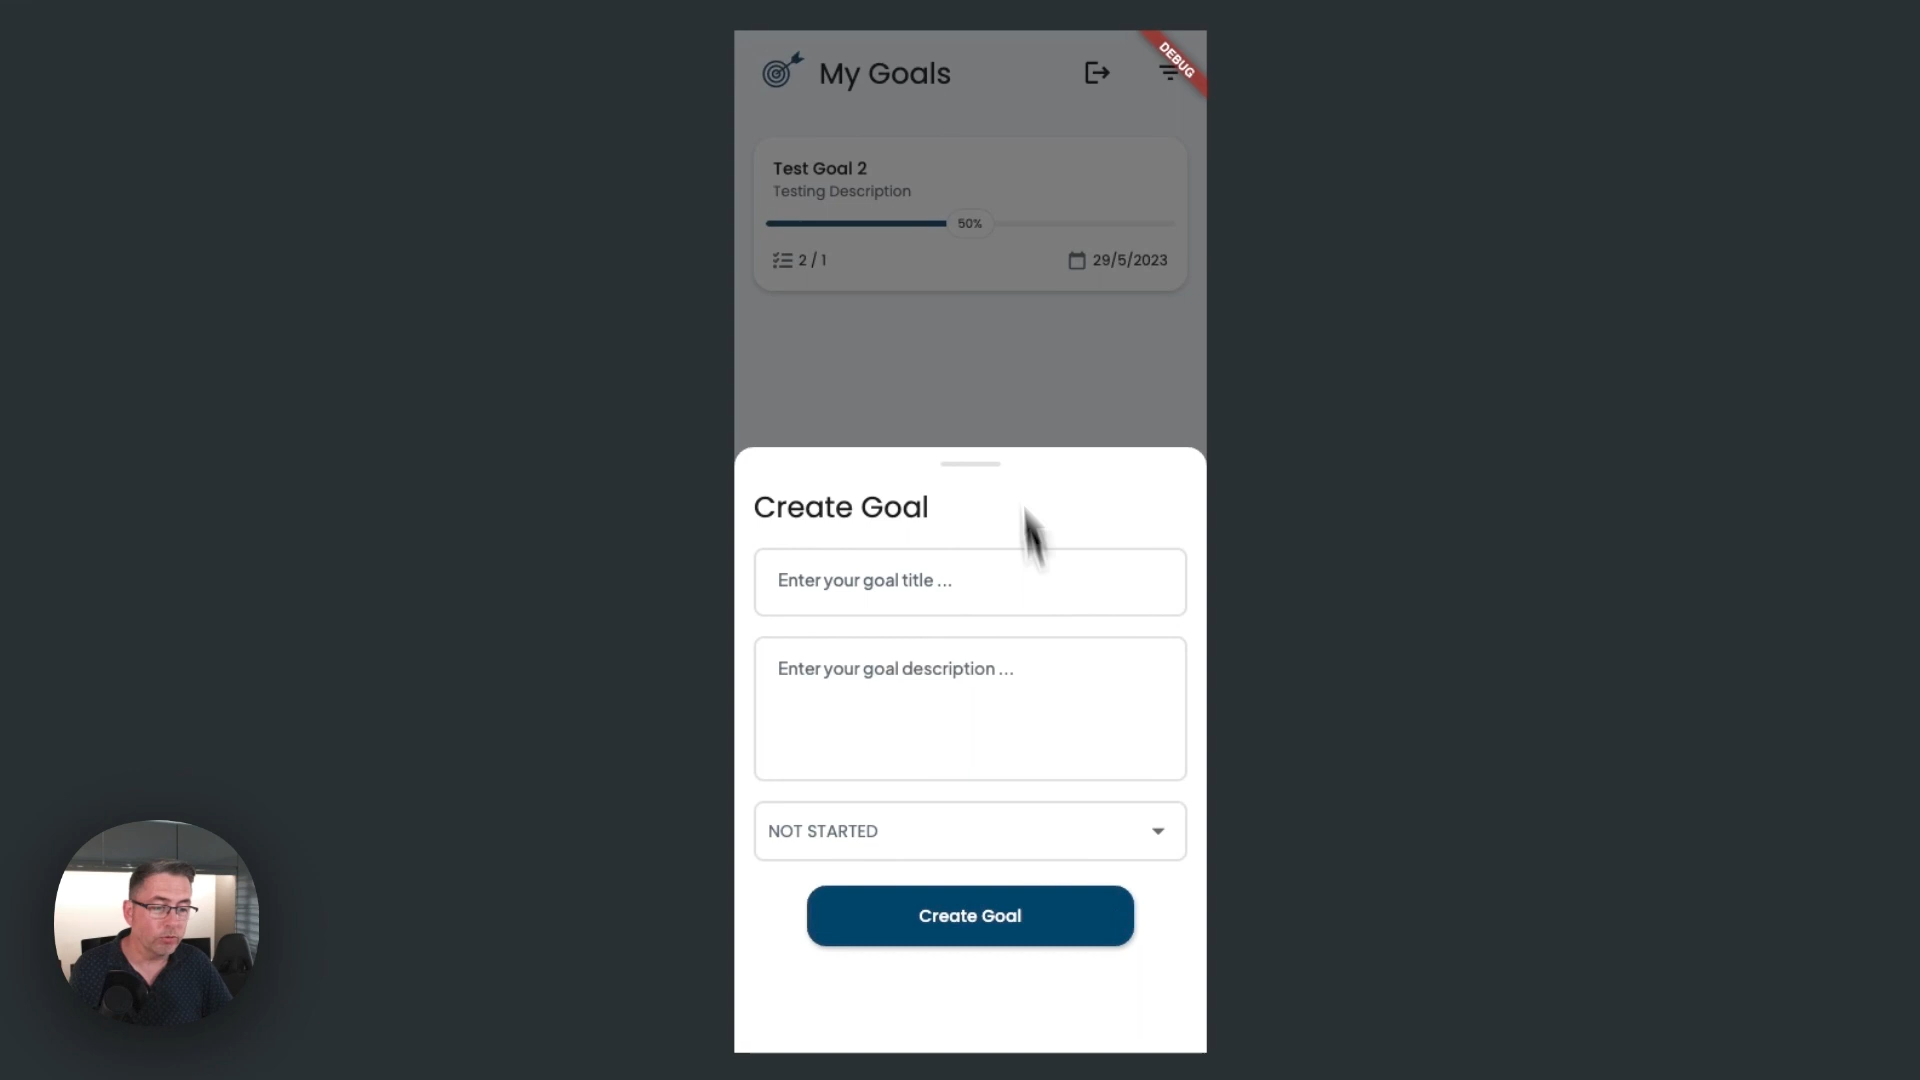 My Goals
DEBUG
Test Goal 2
Testing Description
50%
2 / 1
29/5/2023
Create Goal
Enter your goal title ...
Enter your goal description ...
NOT STARTED
Create Goal